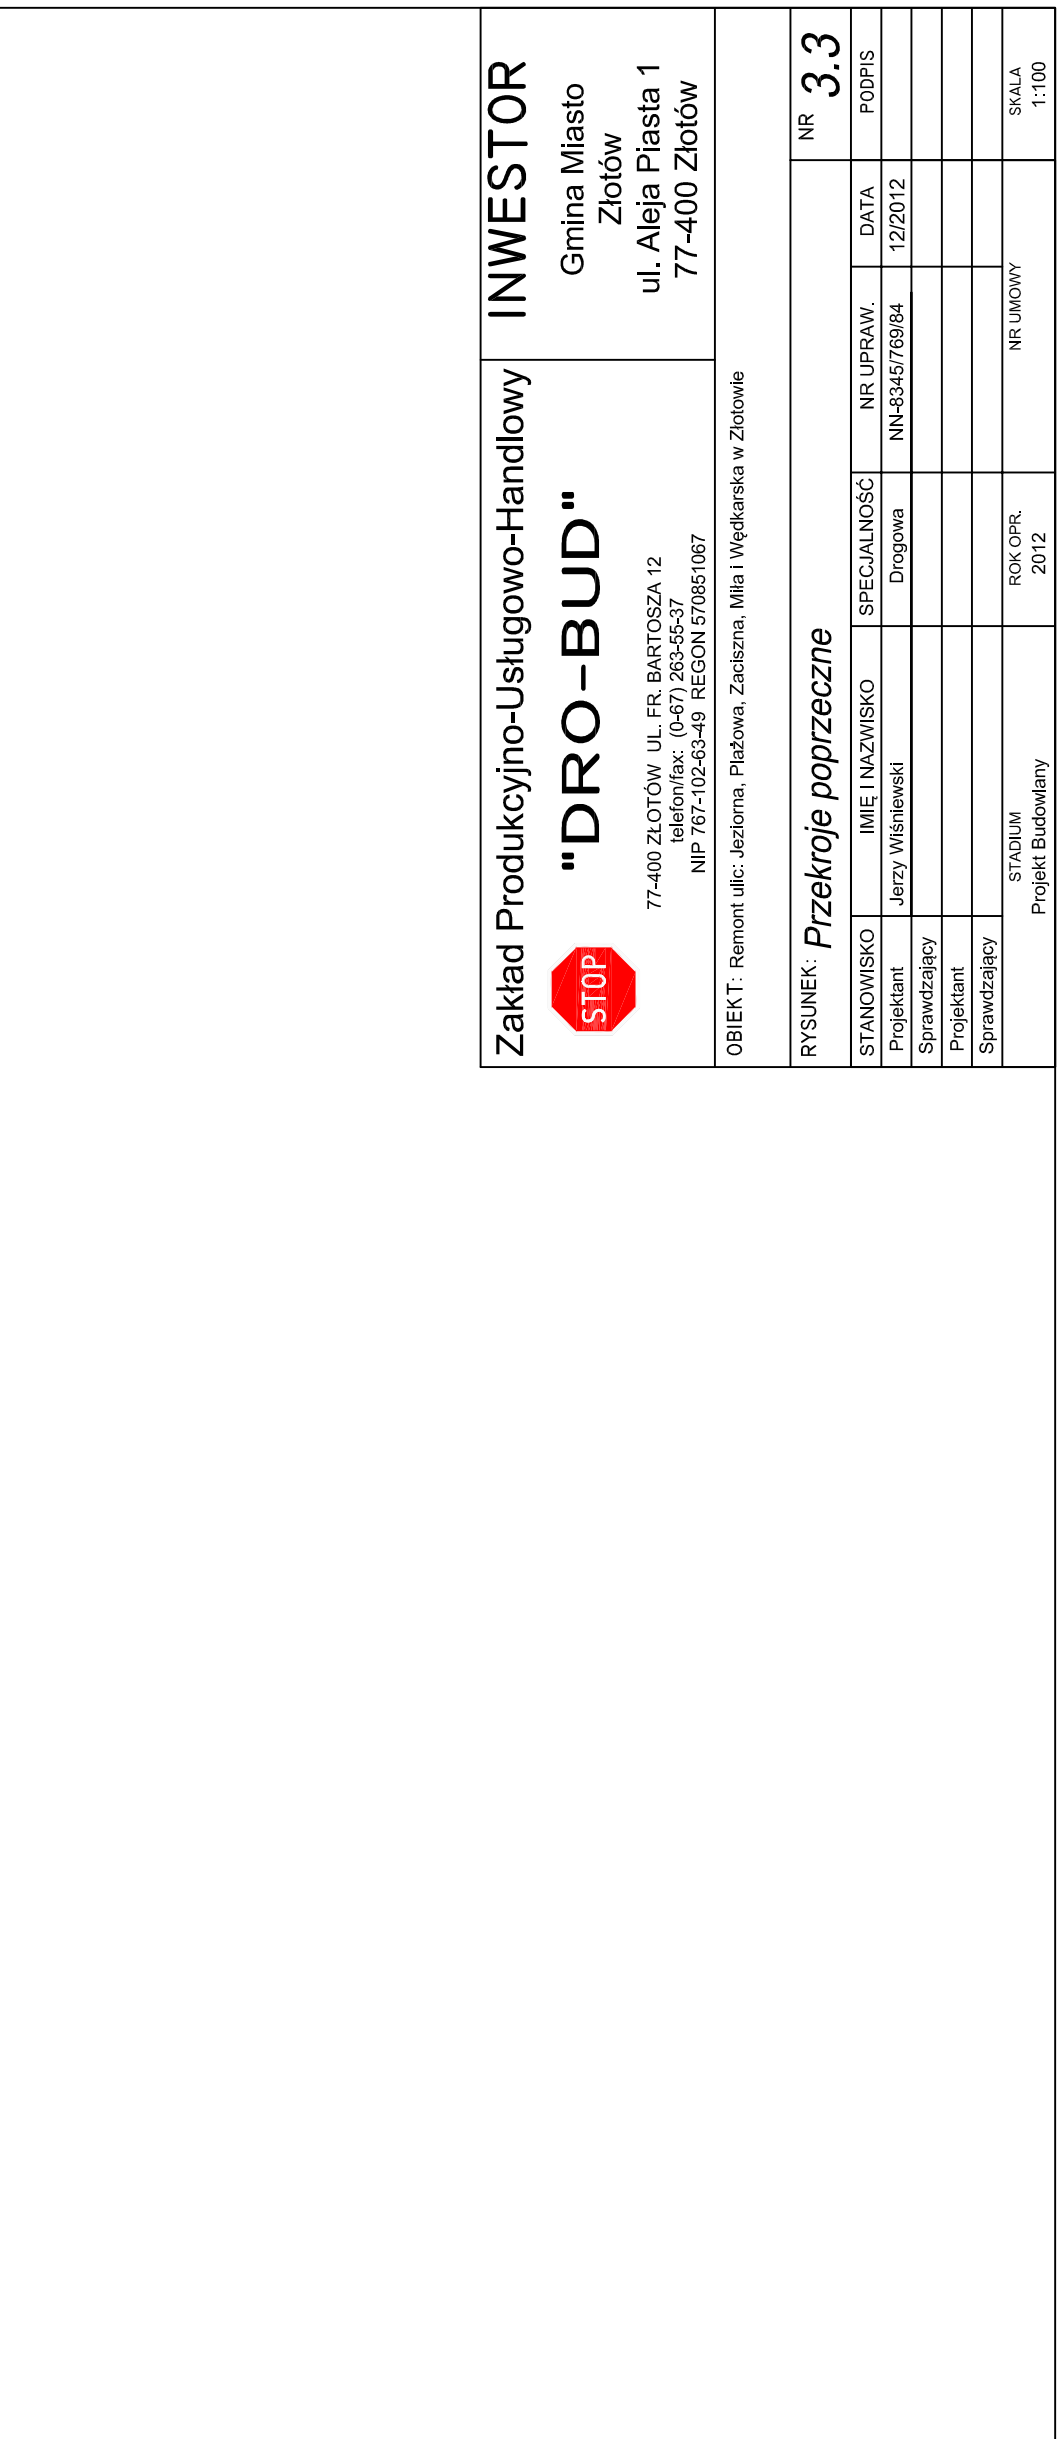 Zakład Produkcyjno-Usługowo-Handlowy
"DRO-BUD"
STOP
77-400 ZŁOTÓW UL. FR. BARTOSZA 12
telefon/fax: (0-67) 263-55-37
NIP 767-102-63-49 REGON 570851067
INWESTOR
Gmina Miasto
Złotów
ul. Aleja Piasta 1
77-400 Złotów
OBIEKT: Remont ulic: Jeziorna, Plażowa, Zaciszna, Miła i Wędkarska w Złotowie
RYSUNEK: Przekroje poprzeczne
NR 3.3
STANOWISKO IMIĘ I NAZWISKO SPECJALNOŚĆ NR UPRAW. DATA PODPIS
Projektant Jerzy Wiśniewski Drogowa NN-8345/769/84 12/2012
Sprawdzający
Projektant
Sprawdzający
STADIUM ROK OPR. NR UMOWY SKALA
Projekt Budowlany 2012 1:100